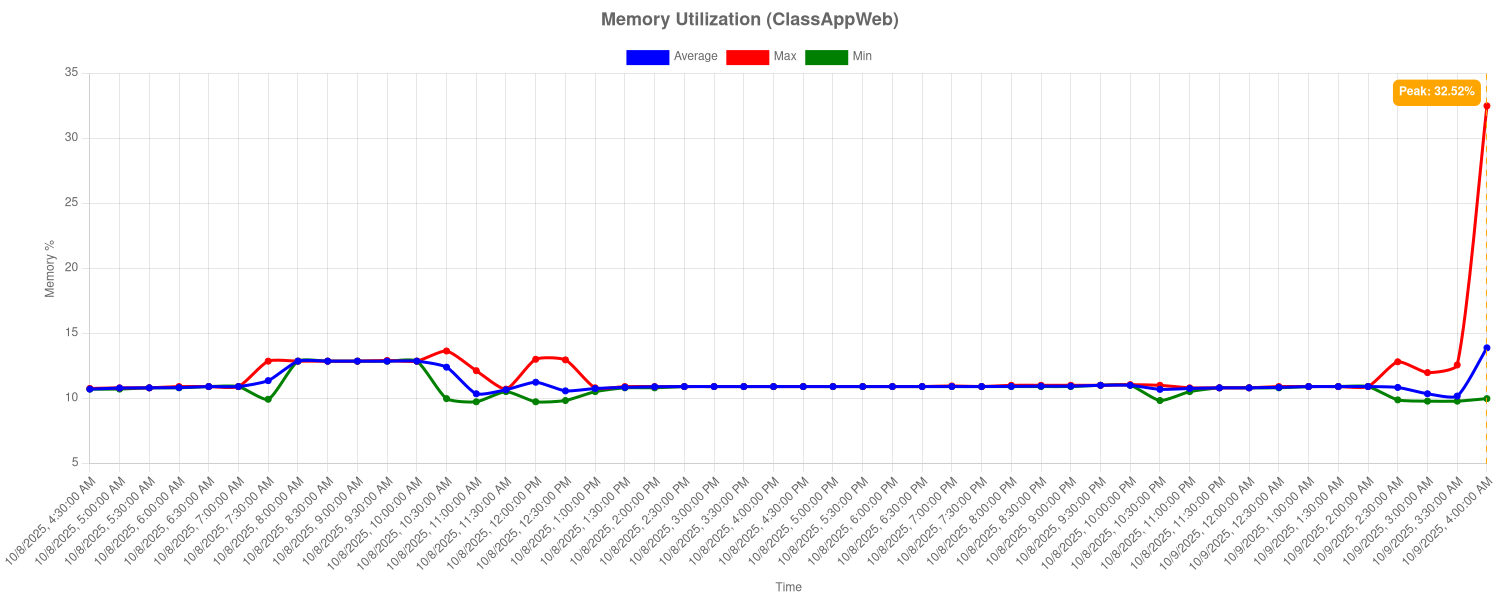 Memory Utilization (ClassAppWeb)
Average Max Min
Peak: 32.52%
35
30
25
20
15
10
5
Memory %
10/8/2025, 4:30:00 AM
10/8/2025, 5:00:00 AM
10/8/2025, 5:30:00 AM
10/8/2025, 6:00:00 AM
10/8/2025, 6:30:00 AM
10/8/2025, 7:00:00 AM
10/8/2025, 7:30:00 AM
10/8/2025, 8:00:00 AM
10/8/2025, 8:30:00 AM
10/8/2025, 9:00:00 AM
10/8/2025, 9:30:00 AM
10/8/2025, 10:00:00 AM
10/8/2025, 10:30:00 AM
10/8/2025, 11:00:00 AM
10/8/2025, 11:30:00 AM
10/8/2025, 12:00:00 PM
10/8/2025, 12:30:00 PM
10/8/2025, 1:00:00 PM
10/8/2025, 1:30:00 PM
10/8/2025, 2:00:00 PM
10/8/2025, 2:30:00 PM
10/8/2025, 3:00:00 PM
10/8/2025, 3:30:00 PM
10/8/2025, 4:00:00 PM
10/8/2025, 4:30:00 PM
10/8/2025, 5:00:00 PM
10/8/2025, 5:30:00 PM
10/8/2025, 6:00:00 PM
10/8/2025, 6:30:00 PM
10/8/2025, 7:00:00 PM
10/8/2025, 7:30:00 PM
10/8/2025, 8:00:00 PM
10/8/2025, 8:30:00 PM
10/8/2025, 9:00:00 PM
10/8/2025, 9:30:00 PM
10/8/2025, 10:00:00 PM
10/8/2025, 10:30:00 PM
10/8/2025, 11:00:00 PM
10/8/2025, 11:30:00 PM
10/9/2025, 12:00:00 AM
10/9/2025, 12:30:00 AM
10/9/2025, 1:00:00 AM
10/9/2025, 1:30:00 AM
10/9/2025, 2:00:00 AM
10/9/2025, 2:30:00 AM
10/9/2025, 3:00:00 AM
10/9/2025, 3:30:00 AM
10/9/2025, 4:00:00 AM
Time